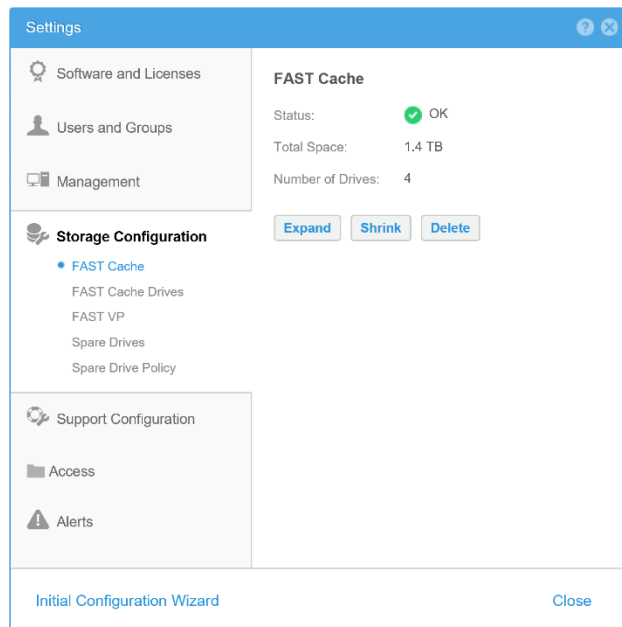 Settings
Software and Licenses
Users and Groups
Management
Storage Configuration
FAST Cache
FAST Cache Drives
FAST VP
Spare Drives
Spare Drive Policy
Support Configuration
Access
Alerts
FAST Cache
Status: OK
Total Space: 1.4 TB
Number of Drives: 4
Expand Shrink Delete
Initial Configuration Wizard Close